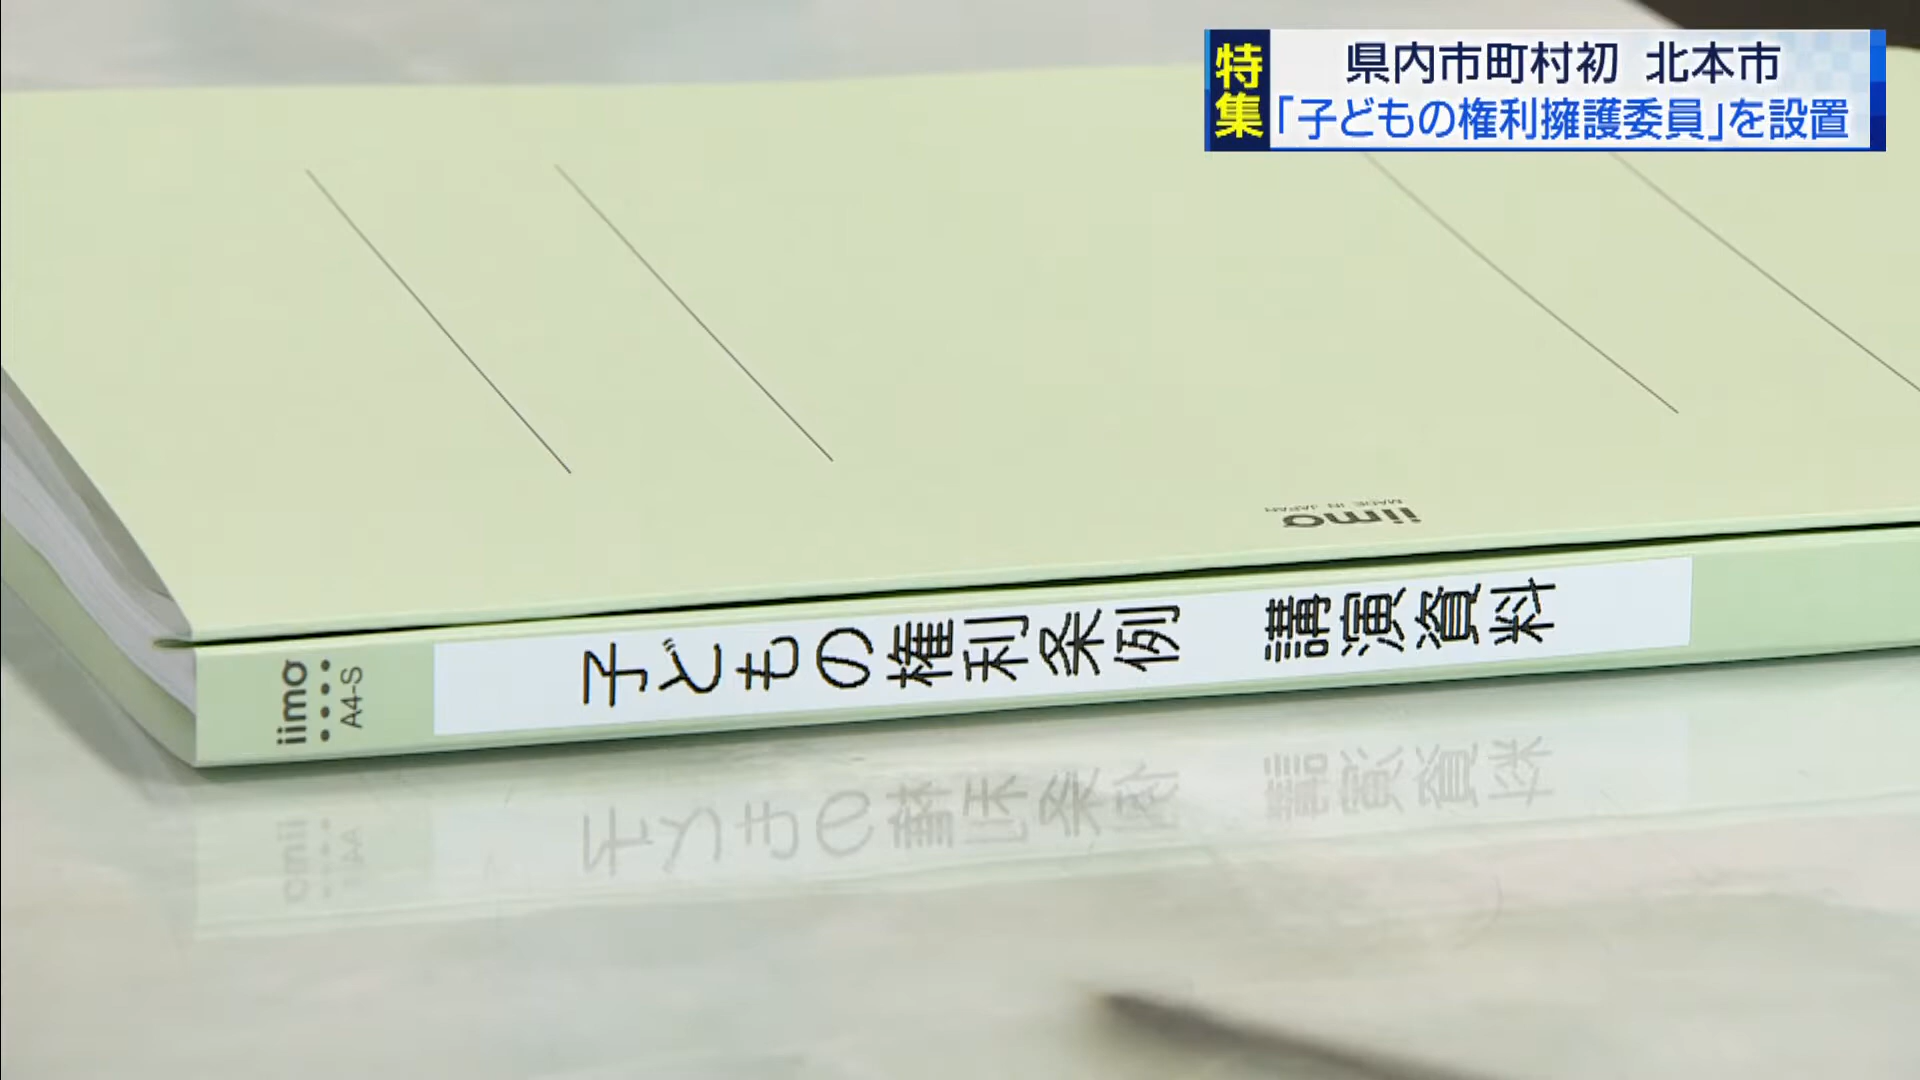 特集
県内市町村初 北本市
「子どもの権利擁護委員」を設置
iimo
MADE IN JAPAN
iimo
A4-S
子どもの権利条例 講演資料